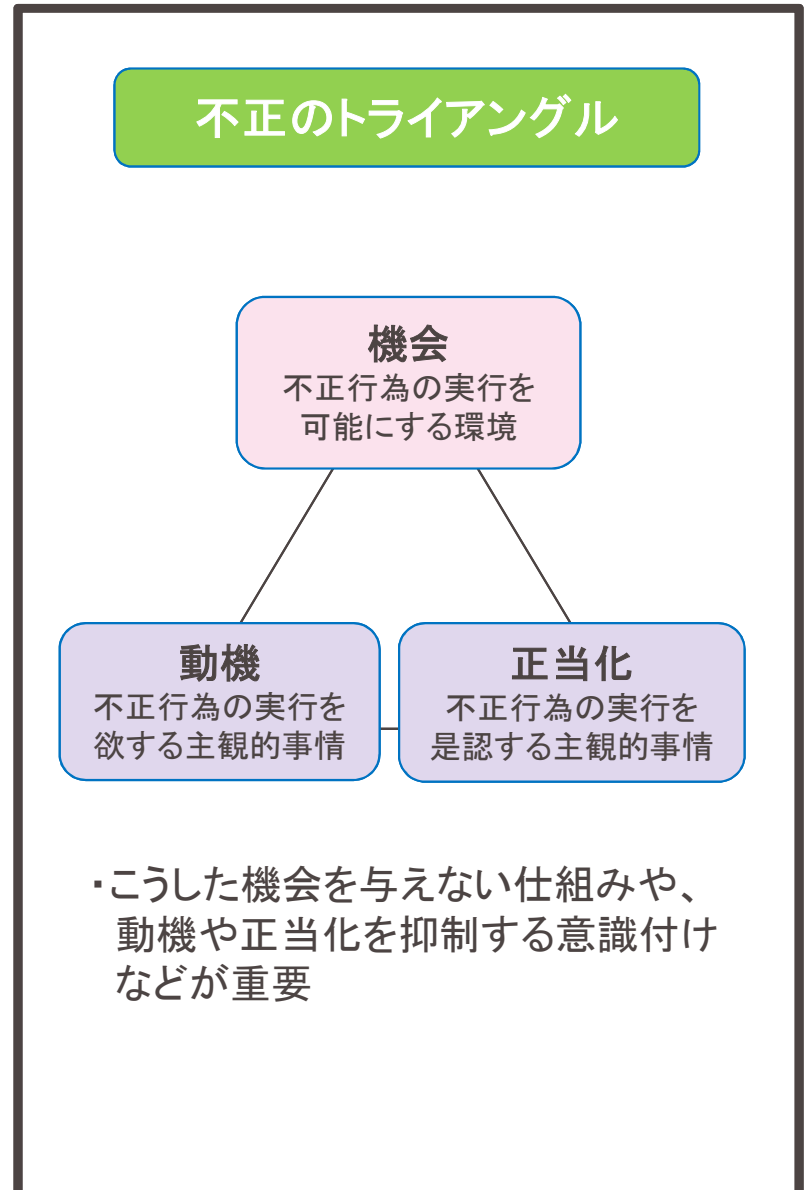 不正のトライアングル
機会
不正行為の実行を
可能にする環境
動機
不正行為の実行を
欲する主観的事情
正当化
不正行為の実行を
是認する主観的事情
・こうした機会を与えない仕組みや、
動機や正当化を抑制する意識付け
などが重要